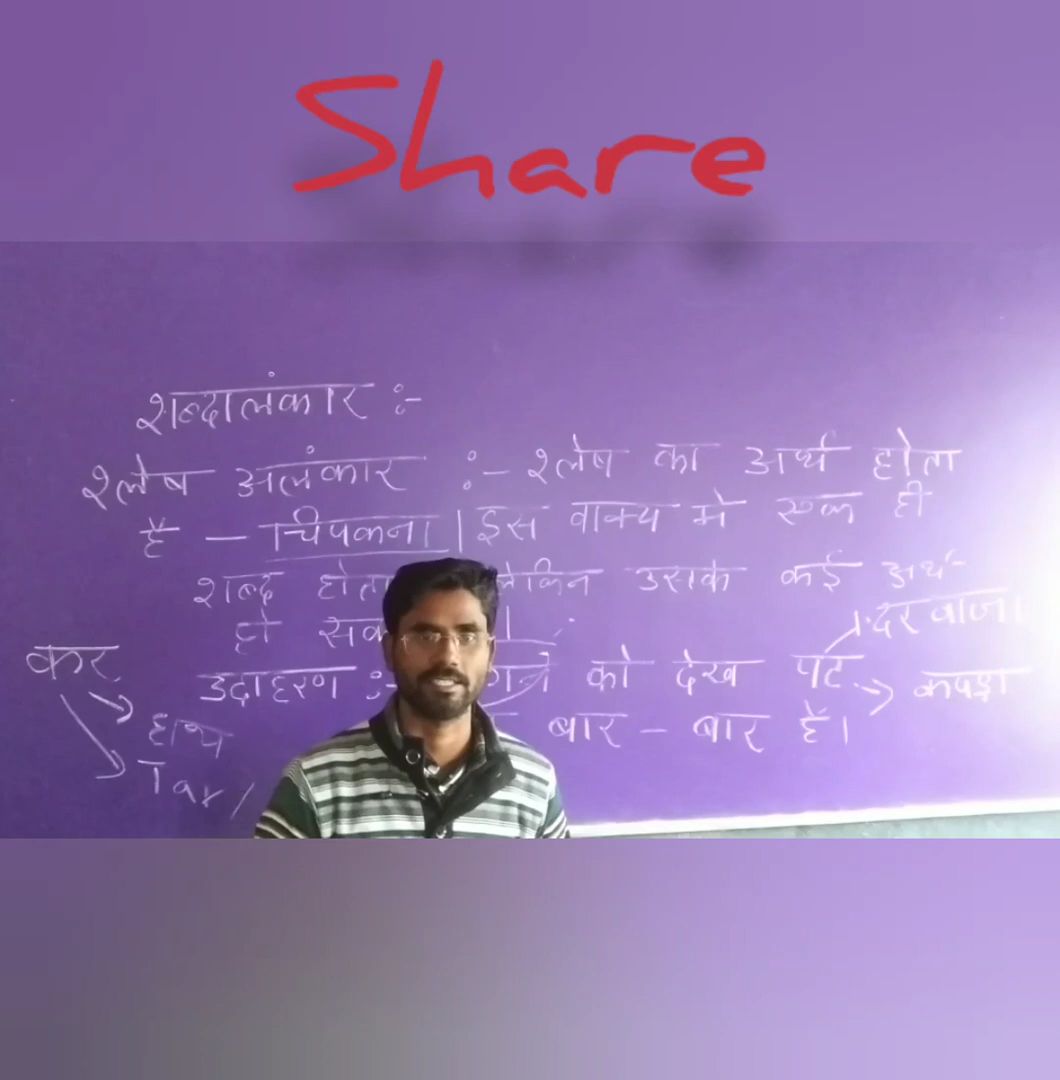 Share
शब्दालंकार :-
श्लेष अलंकार :- श्लेष का अर्थ होता
है – चिपकना । इस वाक्य मे एक ही
शब्द होता लेकिन उसके कई अर्थ
हो सक ।
दरवाजा
कर
उदाहरण :- को देख पट कपड़ा
हाथ
बार – बार हैं।
Tax